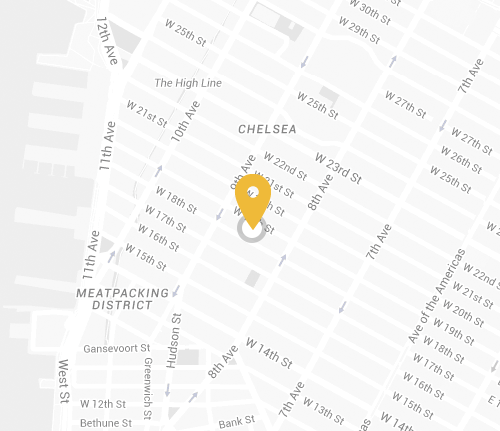 W 30th St
W 29th St
12th Ave
W 25th St
7th Ave
The High Line
W 21st St
10th Ave
W 25th St
W 27th St
CHELSEA
11th Ave
W 27th St
W 26th St
W 25th St
W 22nd St
W 23rd St
9th Ave
8th Ave
W 18th St
W 17th St
W 16th St
W 15th St
11th Ave
7th Ave
Ave of the Americas
W 22nd
W 21st St
W 20th St
W 19th St
W 18th St
W 17th St
W 16th St
W 15th St
W 14th
MEATPACKING
DISTRICT
Gansevoort St
Hudson St
8th Ave
W 14th St
West St
Greenwich St
W 12th St
Bethune St
Bank St
7th Ave
W 13th St